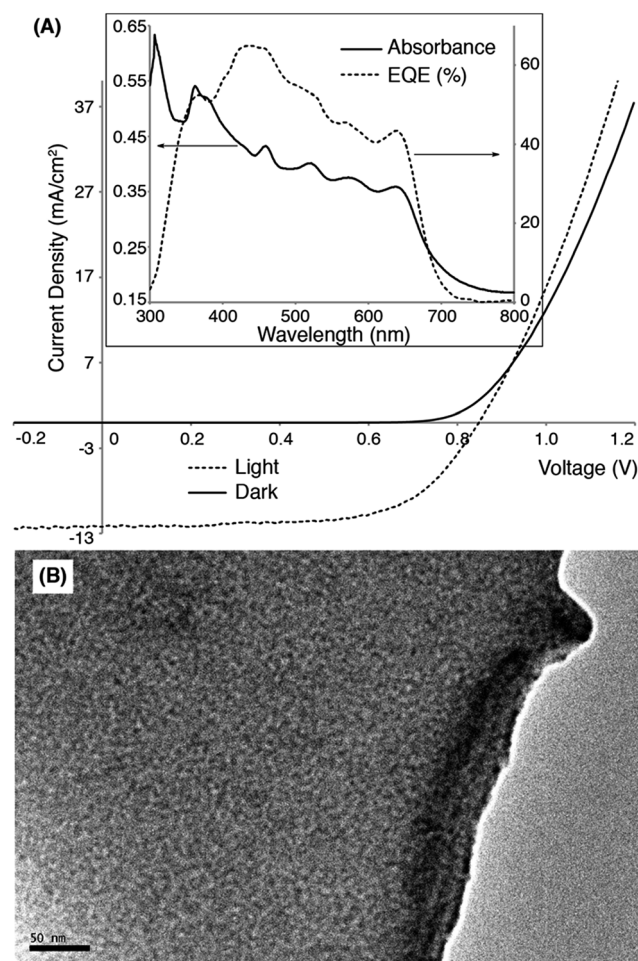 (A)
0.65
0.55
0.45
0.35
0.25
0.15
60
40
20
0
Absorbance
EQE (%)
300 400 500 600 700 800
Wavelength (nm)
37
27
17
7
-3
-13
Current Density (mA/cm²)
-0.2 0 0.2 0.4 0.6 0.8 1.0 1.2
Voltage (V)
Light
Dark
(B)
50 nm